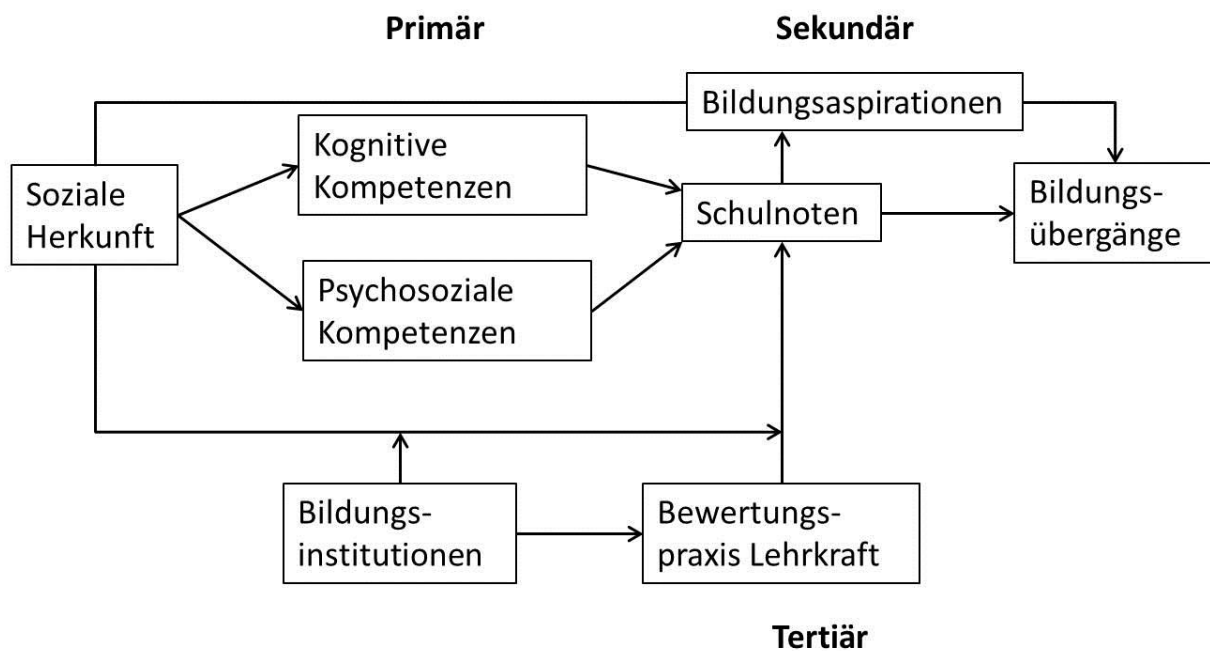 Primär
Sekundär
Bildungsaspirationen
Kognitive
Kompetenzen
Soziale
Herkunft
Schulnoten
Bildungs-
übergänge
Psychosoziale
Kompetenzen
Bildungs-
institutionen
Bewertungs-
praxis Lehrkraft
Tertiär